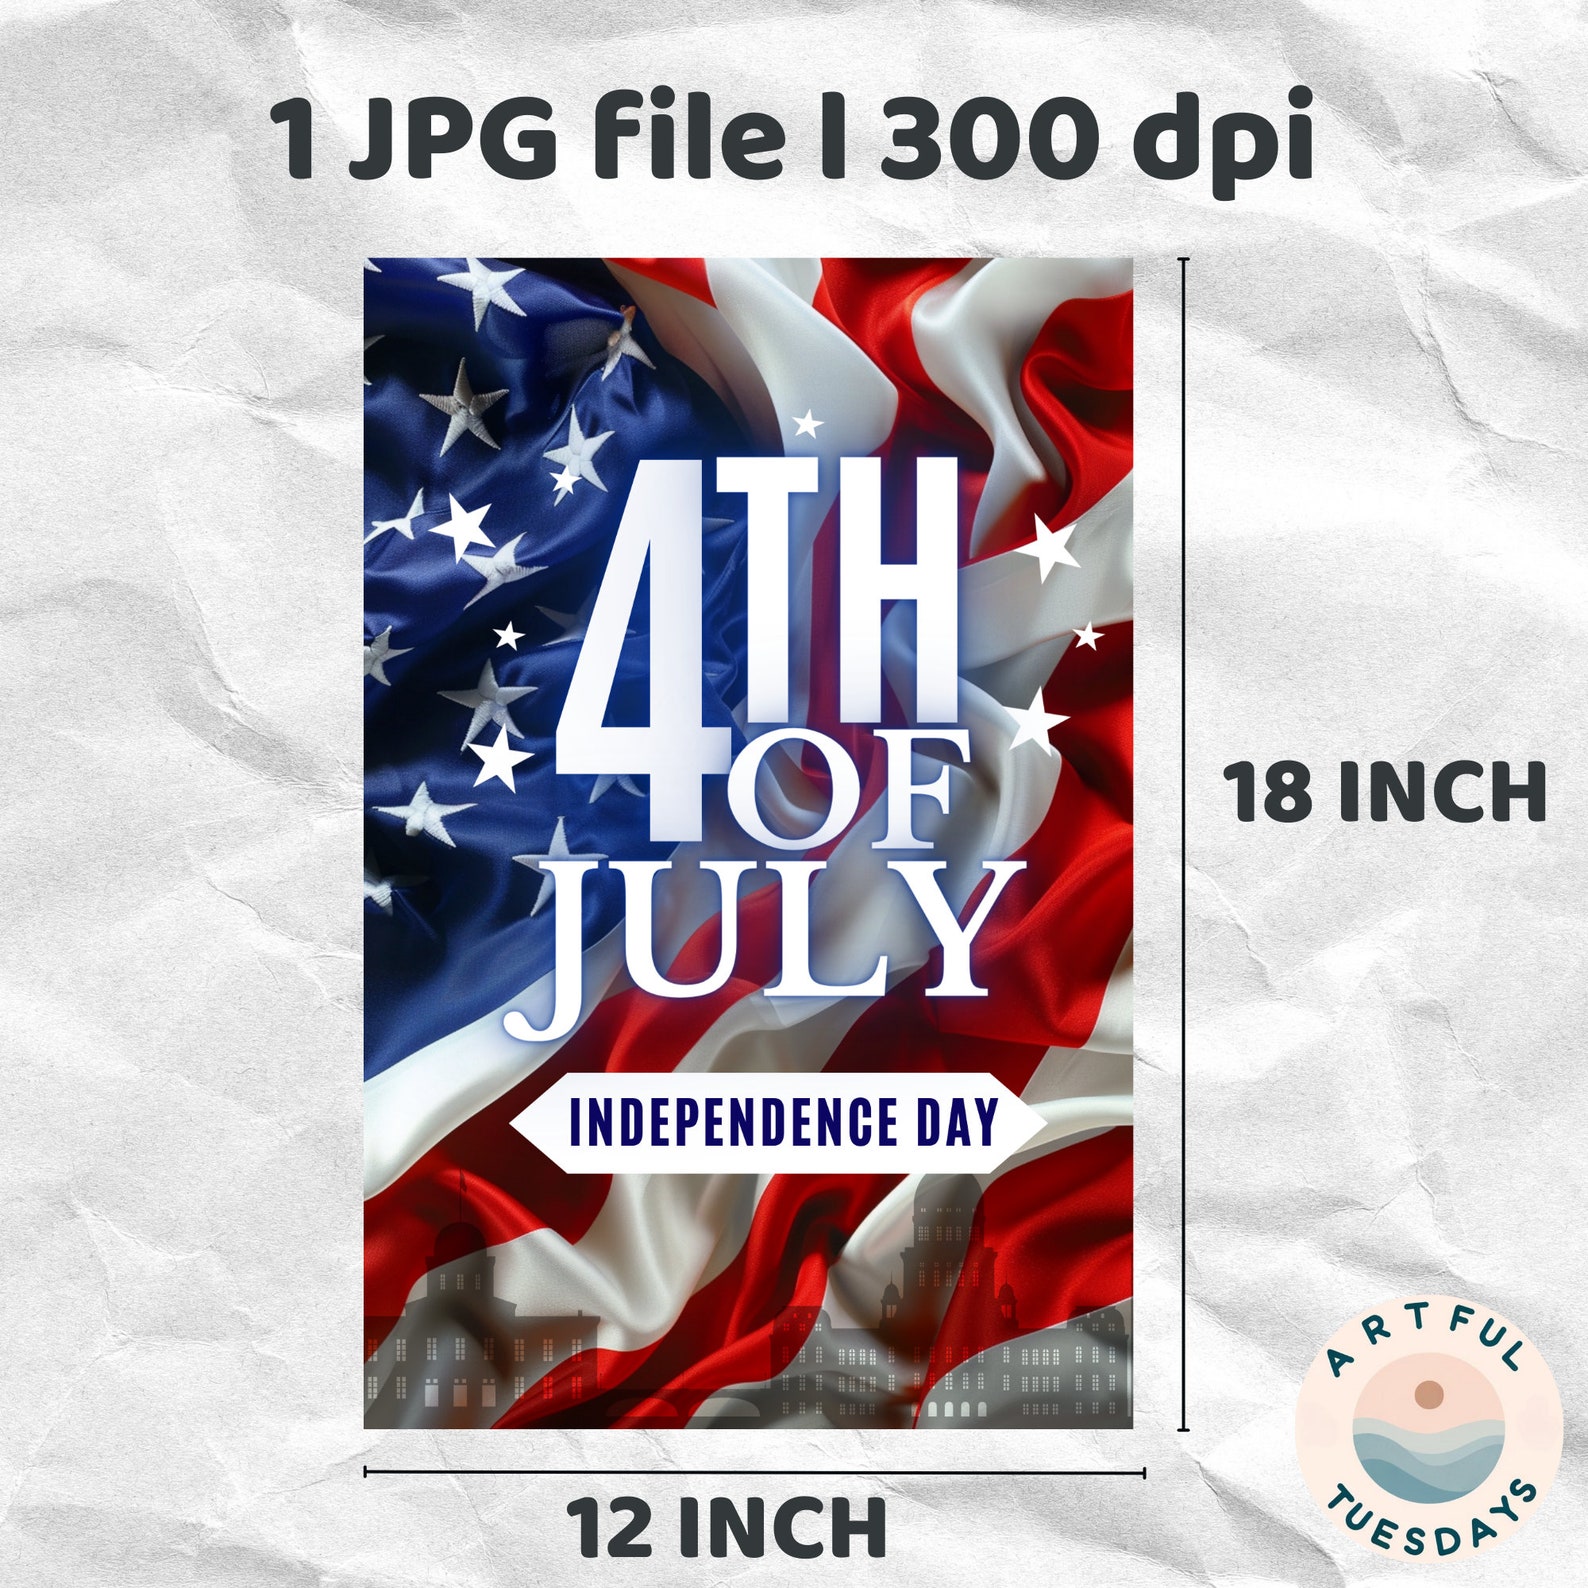 1 JPG file | 300 dpi
4TH
OF
JULY
INDEPENDENCE DAY
18 INCH
12 INCH
ARTFUL
TUESDAYS